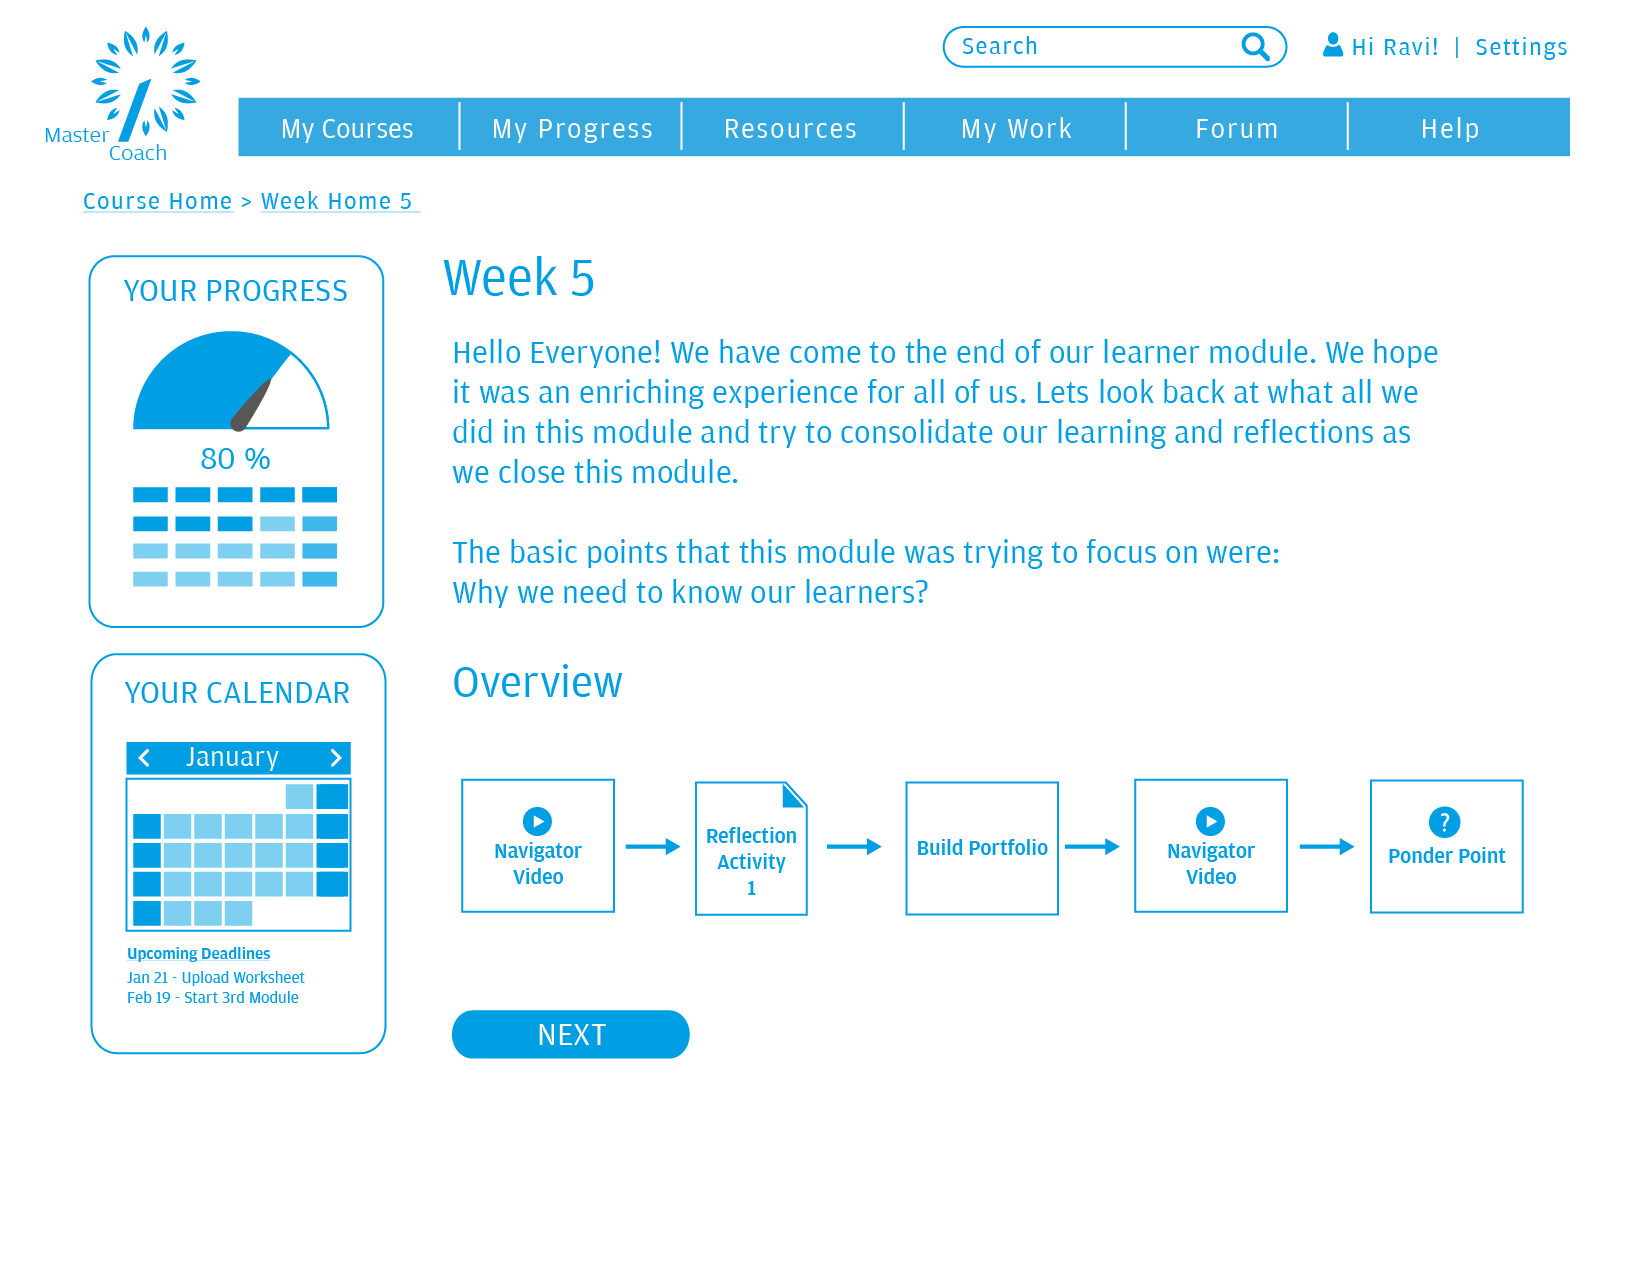 Master
Coach
Search
Hi Ravi! | Settings
My Courses
My Progress
Resources
My Work
Forum
Help
Course Home > Week Home 5
YOUR PROGRESS
80 %
YOUR CALENDAR
January
Upcoming Deadlines
Jan 21 - Upload Worksheet
Feb 19 - Start 3rd Module
Week 5
Hello Everyone! We have come to the end of our learner module. We hope
it was an enriching experience for all of us. Lets look back at what all we
did in this module and try to consolidate our learning and reflections as
we close this module.
The basic points that this module was trying to focus on were:
Why we need to know our learners?
Overview
Navigator
Video
Reflection
Activity
1
Build Portfolio
Navigator
Video
?
Ponder Point
NEXT